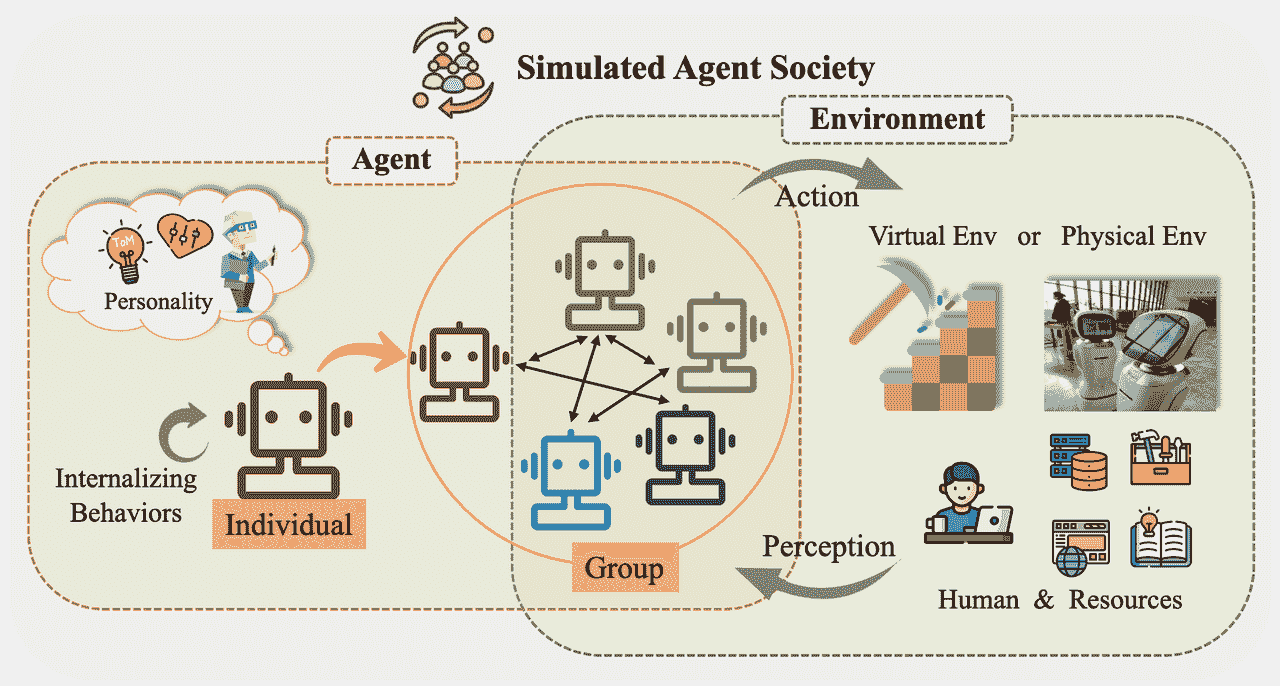 Simulated Agent Society
Environment
Agent
Action
ToM
Personality
Virtual Env or Physical Env
Internalizing
Behaviors
Individual
Group
Perception
Human & Resources